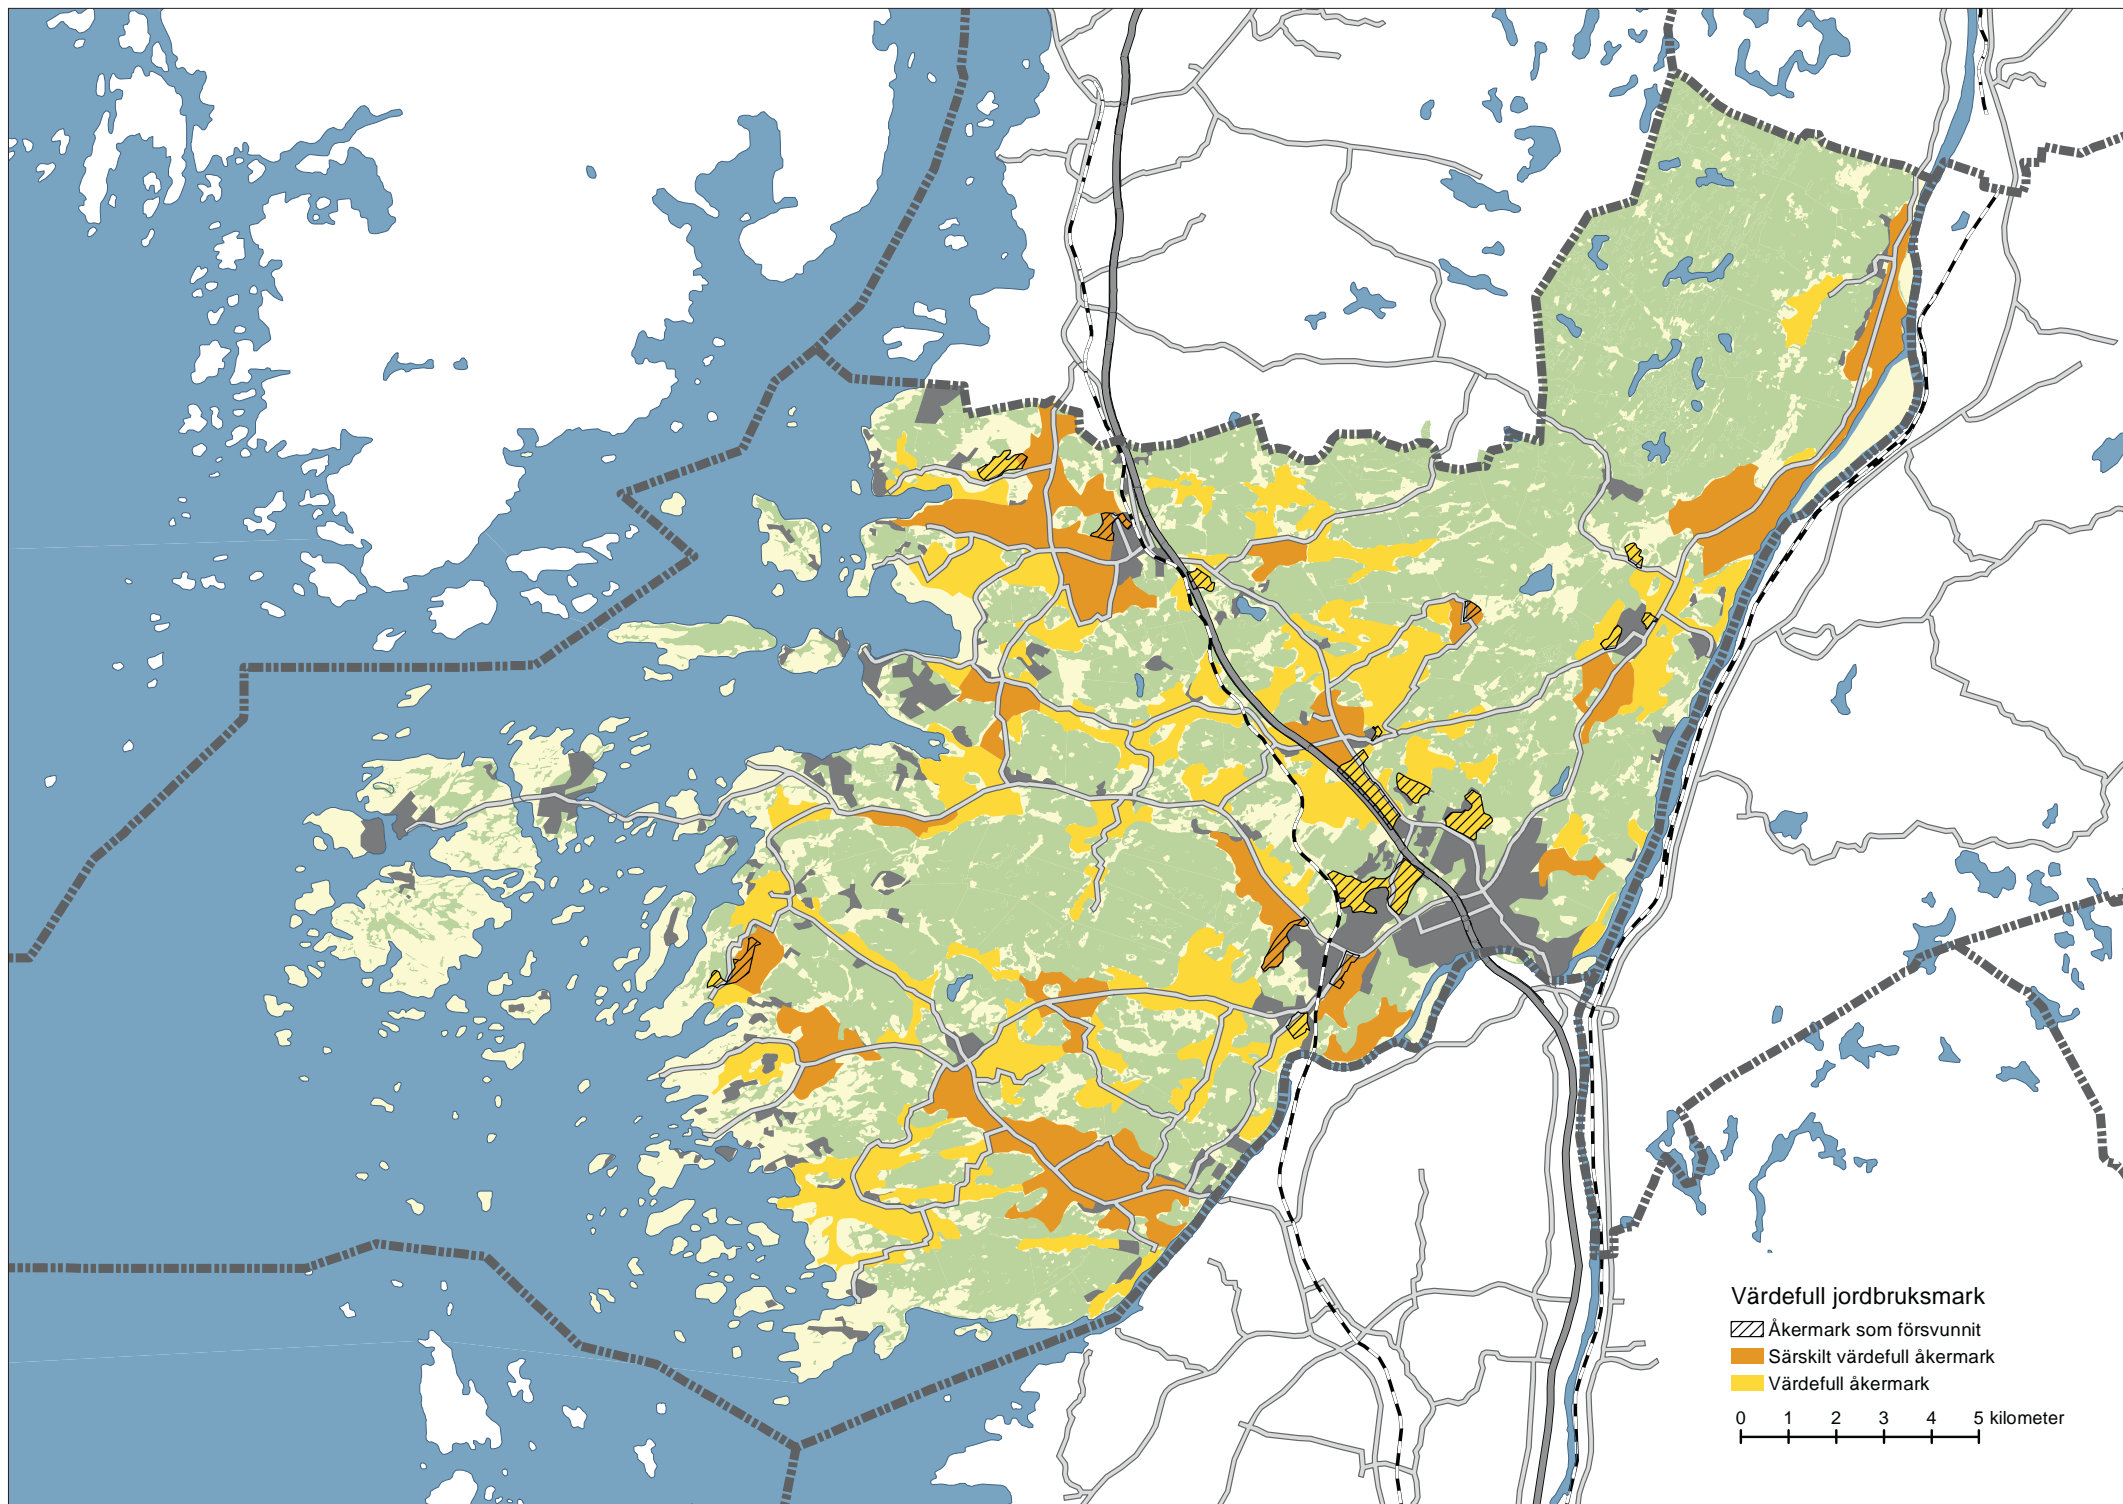 Värdefull jordbruksmark
Åkermark som försvunnit
Särskilt värdefull åkermark
Värdefull åkermark
0 1 2 3 4 5 kilometer